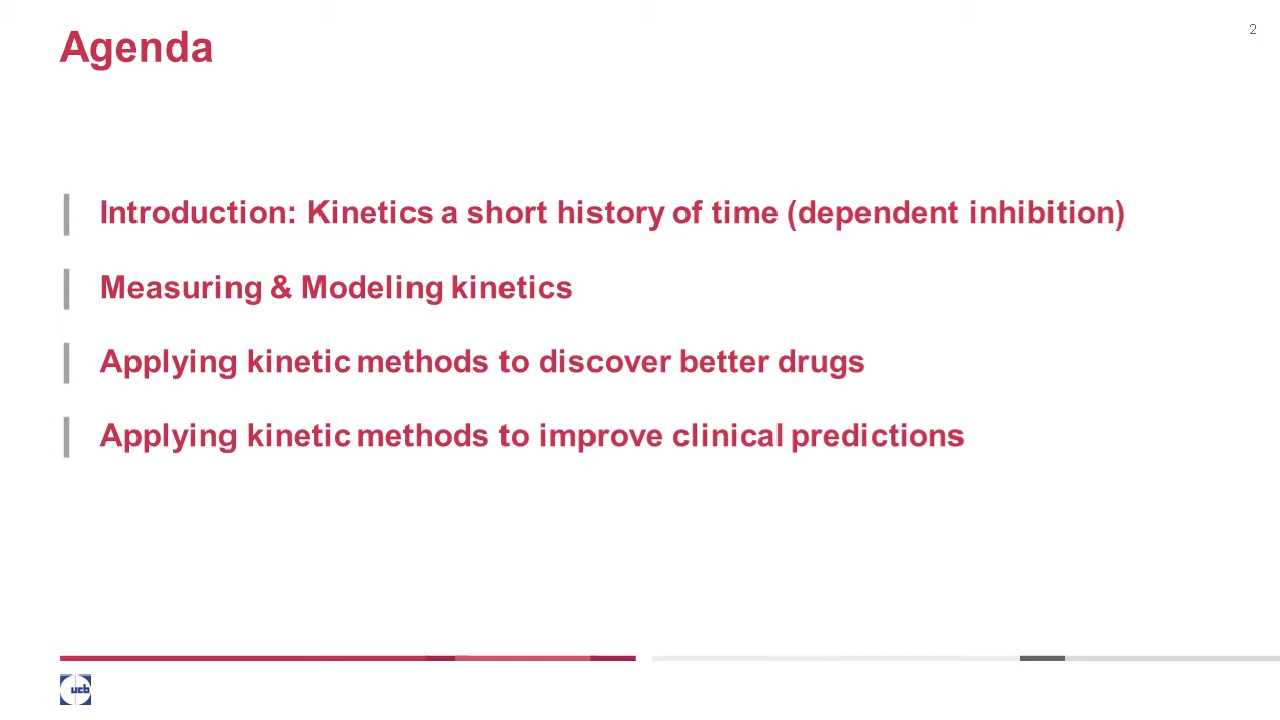 Agenda
2
Introduction: Kinetics a short history of time (dependent inhibition)
Measuring & Modeling kinetics
Applying kinetic methods to discover better drugs
Applying kinetic methods to improve clinical predictions
ucb